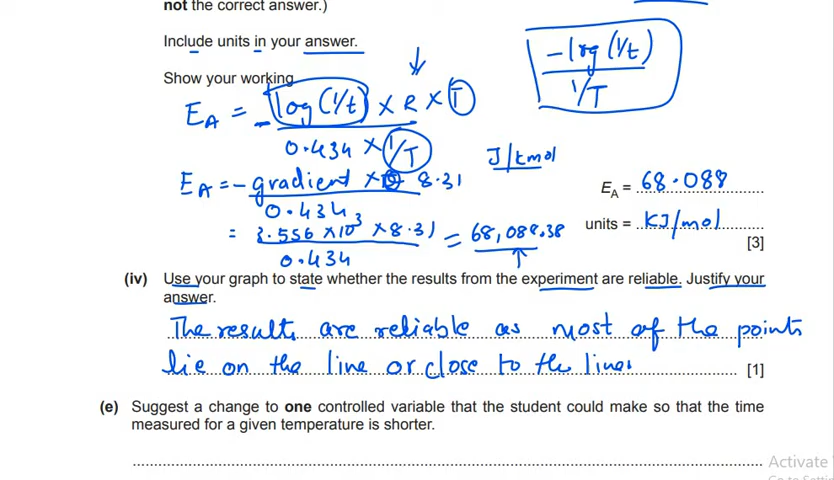 not the correct answer.)
Include units in your answer.
Show your working
-log(1/t)
1/T
E_A = -log(1/t) × R × T
0.434 × 1/T
J/kmol
E_A = -gradient × 8.31
0.434
E_A = 68.088
= 3.556 × 10^3 × 8.31 = 68,088.38
0.434
units = KJ/mol
[3]
(iv) Use your graph to state whether the results from the experiment are reliable. Justify your
answer.
The results are reliable as most of the points
lie on the line or close to the line. [1]
(e) Suggest a change to one controlled variable that the student could make so that the time
measured for a given temperature is shorter.
Activate